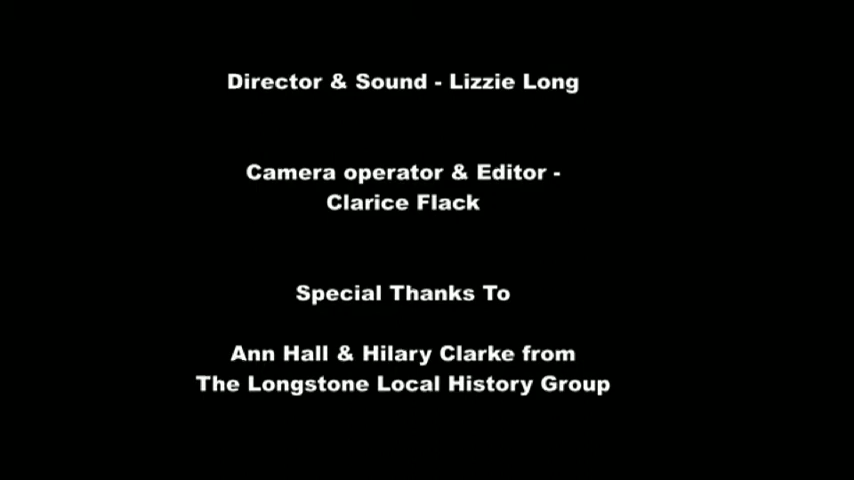 Director & Sound - Lizzie Long
Camera operator & Editor -
Clarice Flack
Special Thanks To
Ann Hall & Hilary Clarke from
The Longstone Local History Group